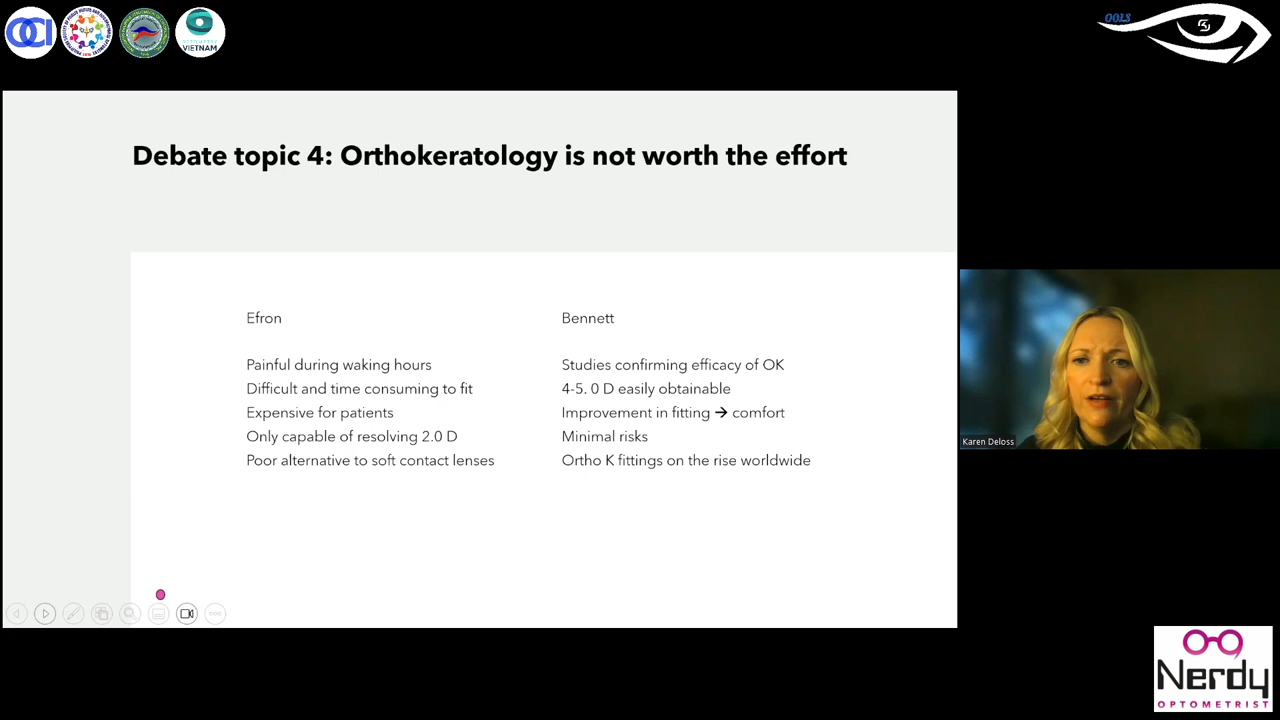 OCI
VIETNAM
OOLS
Debate topic 4: Orthokeratology is not worth the effort
Efron
Painful during waking hours
Difficult and time consuming to fit
Expensive for patients
Only capable of resolving 2.0 D
Poor alternative to soft contact lenses
Bennett
Studies confirming efficacy of OK
4-5. 0 D easily obtainable
Improvement in fitting → comfort
Minimal risks
Ortho K fittings on the rise worldwide
Karen Deloss
Nerdy
OPTOMETRIST